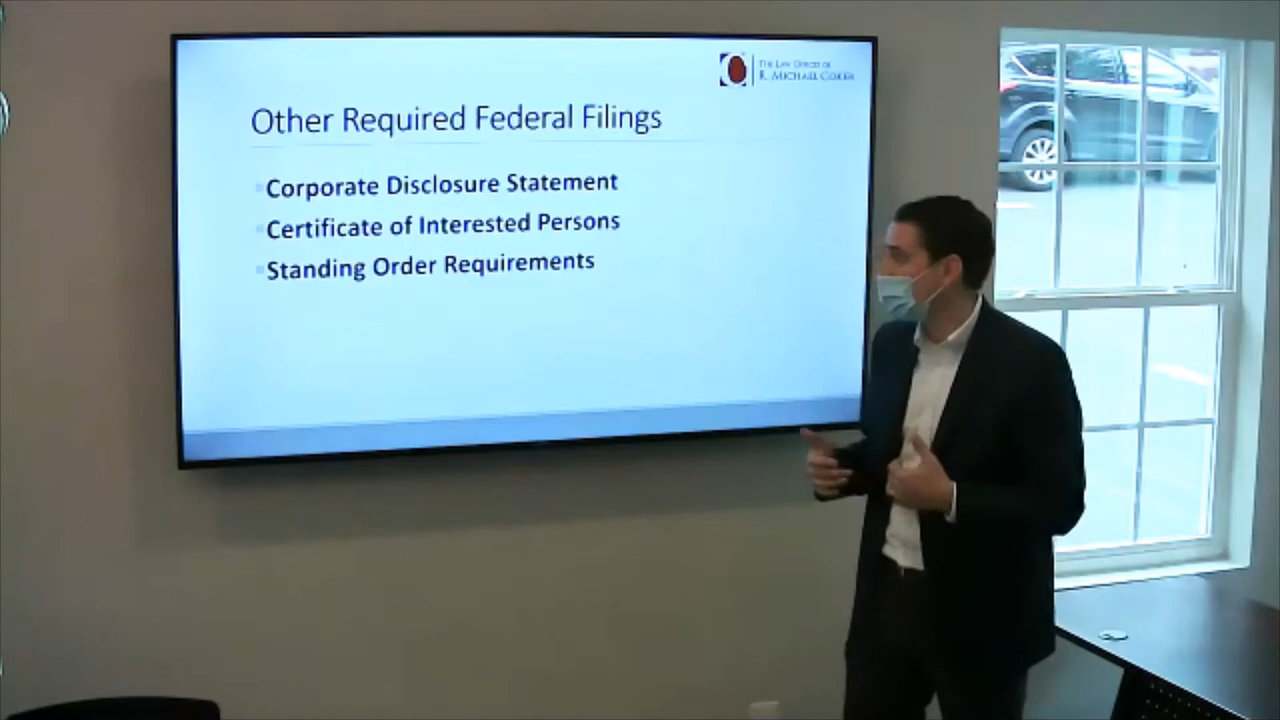 THE LAW OFFICE OF
R. MICHAEL COKER
Other Required Federal Filings
Corporate Disclosure Statement
Certificate of Interested Persons
Standing Order Requirements